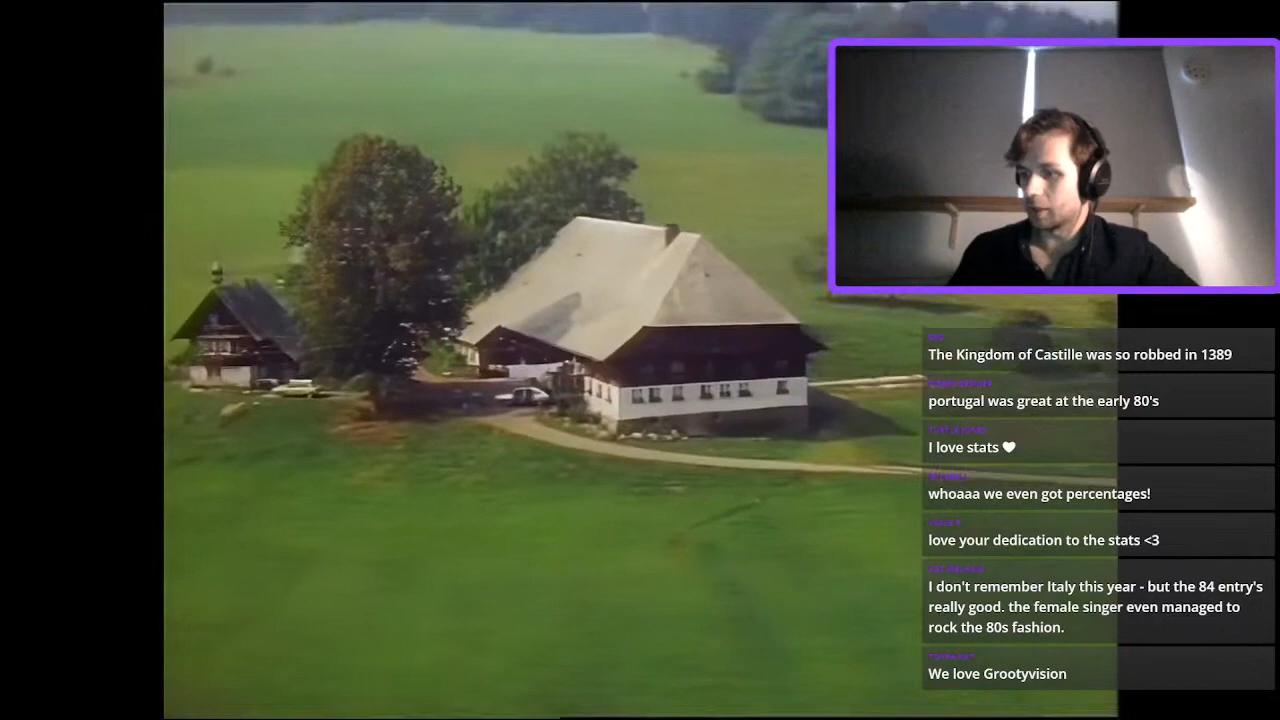 The Kingdom of Castille was so robbed in 1389
portugal was great at the early 80's
I love stats 🤍
whoaaa we even got percentages!
love your dedication to the stats <3
I don't remember Italy this year - but the 84 entry's
really good. the female singer even managed to
rock the 80s fashion.
We love Grootyvision